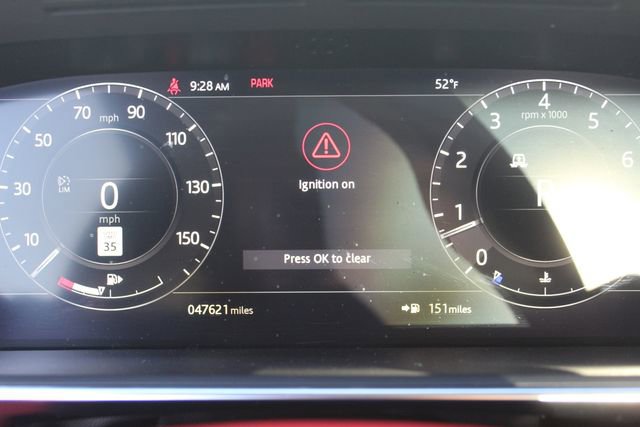 9:28 AM PARK 52°F
70 90
mph
50 110
30 130
LIM
0
mph
35
10 150
Ignition on
Press OK to clear
4
rpm x 1000
3 5
2 6
1
0
047621 miles
151 miles